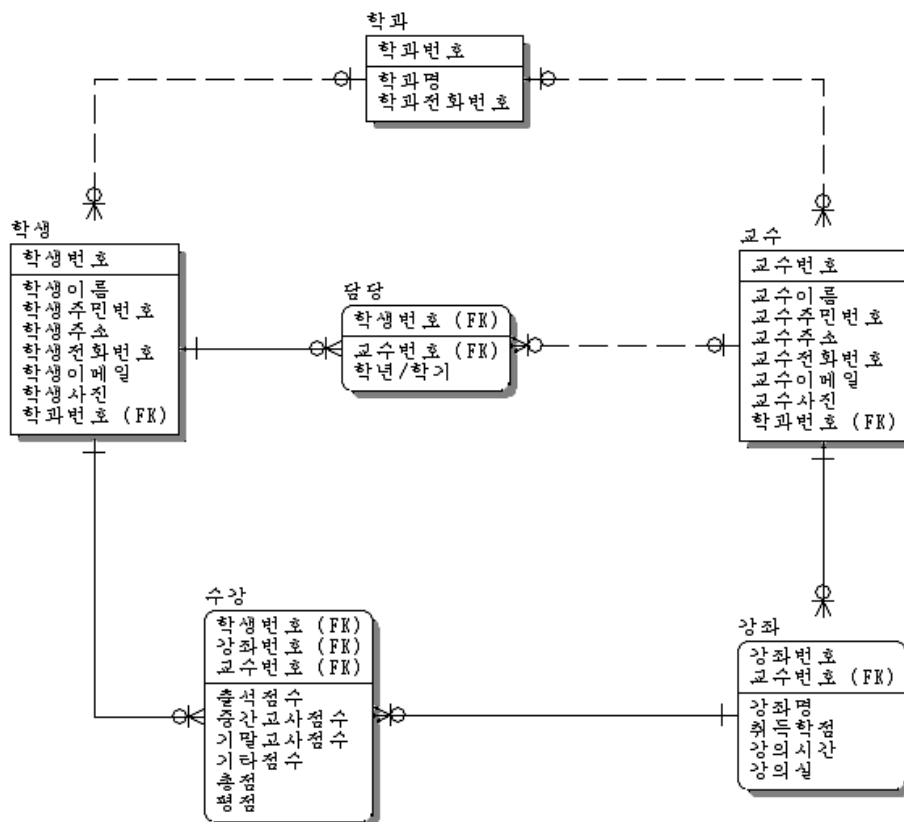 학과
학과번호
학과명
학과전화번호
학생
학생번호
학생이름
학생주민번호
학생주소
학생전화번호
학생이메일
학생사진
학과번호 (FK)
담당
학생번호 (FK)
교수번호 (FK)
학년/학기
교수
교수번호
교수이름
교수주민번호
교수주소
교수전화번호
교수이메일
교수사진
학과번호 (FK)
수강
학생번호 (FK)
강좌번호 (FK)
교수번호 (FK)
출석점수
중간고사점수
기말고사점수
기타점수
총점
평점
강좌
강좌번호
교수번호 (FK)
강좌명
취득학점
강의시간
강의실